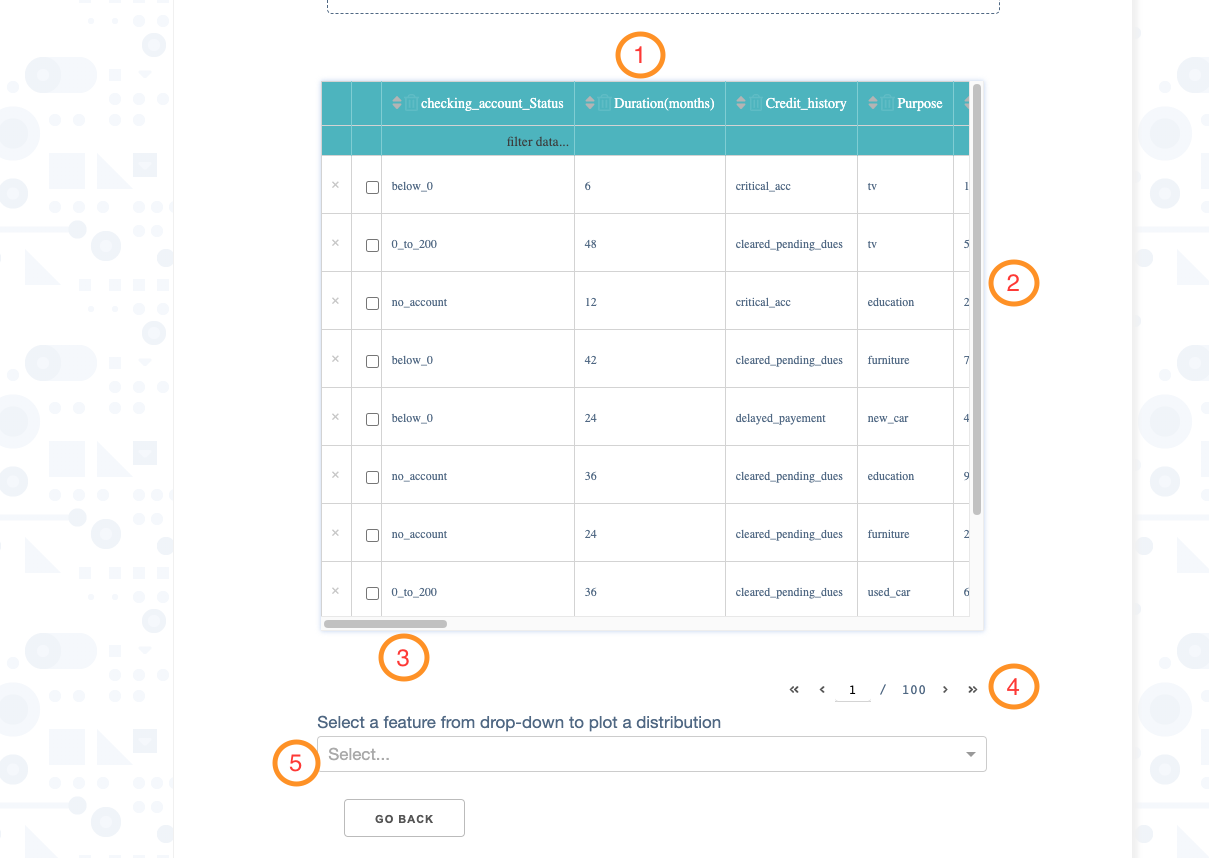 1
checking_account_Status Duration(months) Credit_history Purpose
filter data...
× below_0 6 critical_acc tv 1
× 0_to_200 48 cleared_pending_dues tv 5
2
× no_account 12 critical_acc education 2
× below_0 42 cleared_pending_dues furniture 7
× below_0 24 delayed_payement new_car 4
× no_account 36 cleared_pending_dues education 9
× no_account 24 cleared_pending_dues furniture 2
× 0_to_200 36 cleared_pending_dues used_car 6
3
« ‹ 1 / 100 › » 4
Select a feature from drop-down to plot a distribution
5 Select...
GO BACK